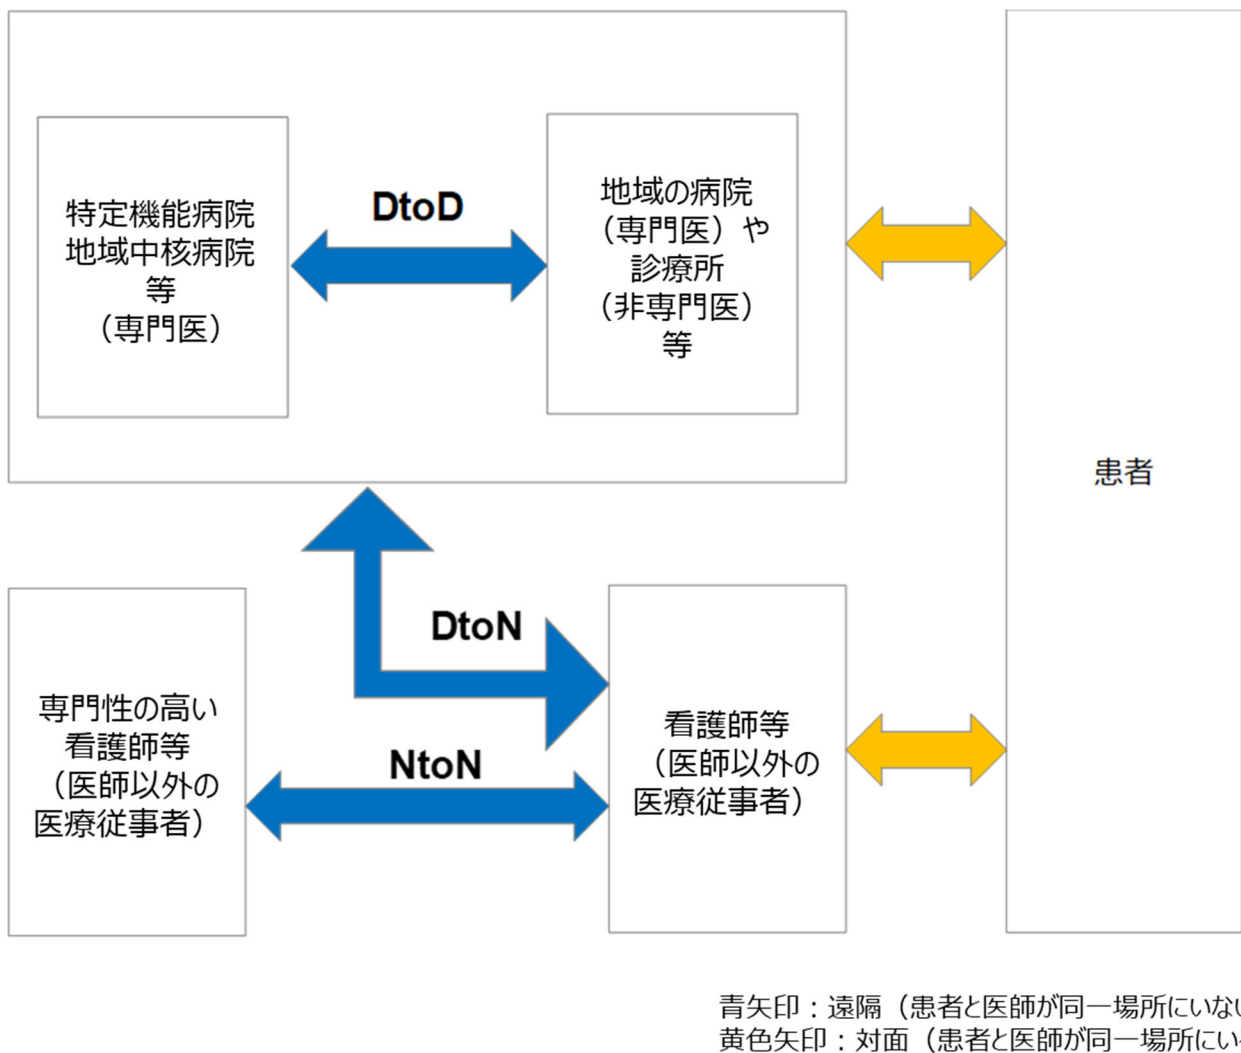 特定機能病院
地域中核病院
等
（専門医）
DtoD
地域の病院
（専門医）や
診療所
（非専門医）
等
患者
DtoN
専門性の高い
看護師等
（医師以外の
医療従事者）
NtoN
看護師等
（医師以外の
医療従事者）
青矢印：遠隔（患者と医師が同一場所にいない
黄色矢印：対面（患者と医師が同一場所にい